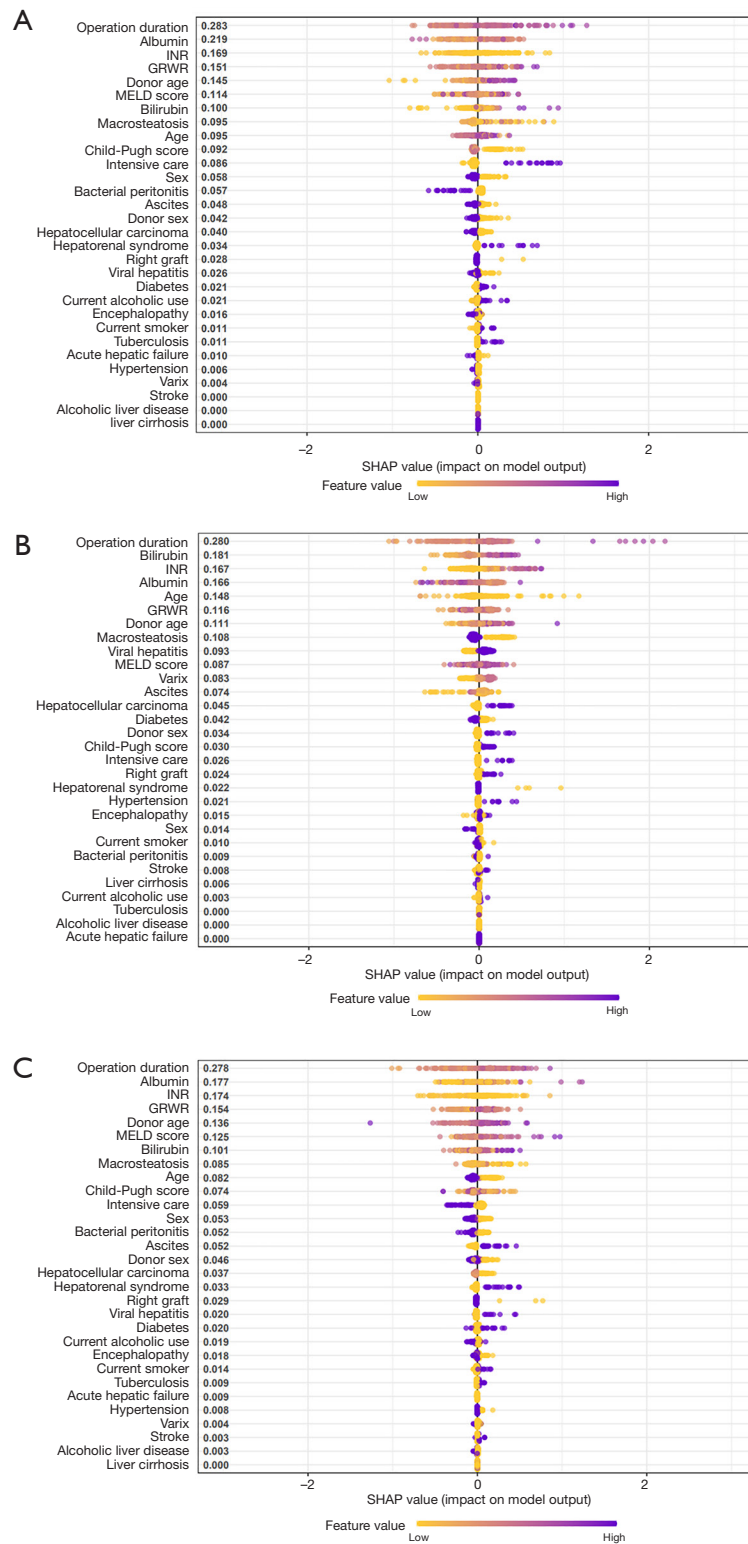 A
Operation duration 0.283
Albumin 0.219
INR 0.169
GRWR 0.151
Donor age 0.145
MELD score 0.114
Bilirubin 0.100
Macrosteatosis 0.095
Age 0.095
Child-Pugh score 0.092
Intensive care 0.086
Sex 0.058
Bacterial peritonitis 0.057
Ascites 0.048
Donor sex 0.042
Hepatocellular carcinoma 0.040
Hepatorenal syndrome 0.034
Right graft 0.028
Viral hepatitis 0.026
Diabetes 0.021
Current alcoholic use 0.021
Encephalopathy 0.016
Current smoker 0.011
Tuberculosis 0.011
Acute hepatic failure 0.010
Hypertension 0.006
Varix 0.004
Stroke 0.000
Alcoholic liver disease 0.000
liver cirrhosis 0.000
−2 0 2
SHAP value (impact on model output)
Feature value
Low High
B
Operation duration 0.280
Bilirubin 0.181
INR 0.167
Albumin 0.166
Age 0.148
GRWR 0.116
Donor age 0.111
Macrosteatosis 0.108
Viral hepatitis 0.093
MELD score 0.087
Varix 0.083
Ascites 0.074
Hepatocellular carcinoma 0.045
Diabetes 0.042
Donor sex 0.034
Child-Pugh score 0.030
Intensive care 0.026
Right graft 0.024
Hepatorenal syndrome 0.022
Hypertension 0.021
Encephalopathy 0.015
Sex 0.014
Current smoker 0.010
Bacterial peritonitis 0.009
Stroke 0.008
Liver cirrhosis 0.006
Current alcoholic use 0.003
Tuberculosis 0.000
Alcoholic liver disease 0.000
Acute hepatic failure 0.000
−2 0 2
SHAP value (impact on model output)
Feature value
Low High
C
Operation duration 0.278
Albumin 0.177
INR 0.174
GRWR 0.154
Donor age 0.136
MELD score 0.125
Bilirubin 0.101
Macrosteatosis 0.085
Age 0.082
Child-Pugh score 0.074
Intensive care 0.059
Sex 0.053
Bacterial peritonitis 0.052
Ascites 0.052
Donor sex 0.046
Hepatocellular carcinoma 0.037
Hepatorenal syndrome 0.033
Right graft 0.029
Viral hepatitis 0.020
Diabetes 0.020
Current alcoholic use 0.019
Encephalopathy 0.018
Current smoker 0.014
Tuberculosis 0.009
Acute hepatic failure 0.009
Hypertension 0.008
Varix 0.004
Stroke 0.003
Alcoholic liver disease 0.003
Liver cirrhosis 0.000
−2 0 2
SHAP value (impact on model output)
Feature value
Low High